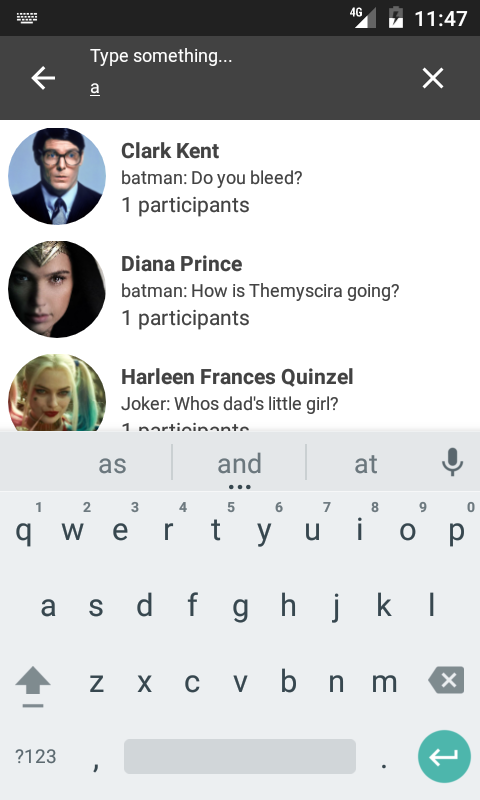 4G 11:47
Type something...
a
Clark Kent
batman: Do you bleed?
1 participants
Diana Prince
batman: How is Themyscira going?
1 participants
Harleen Frances Quinzel
Joker: Whos dad's little girl?
1 participants
as and at
1 2 3 4 5 6 7 8 9 0
q w e r t y u i o p
a s d f g h j k l
z x c v b n m
?123 , .